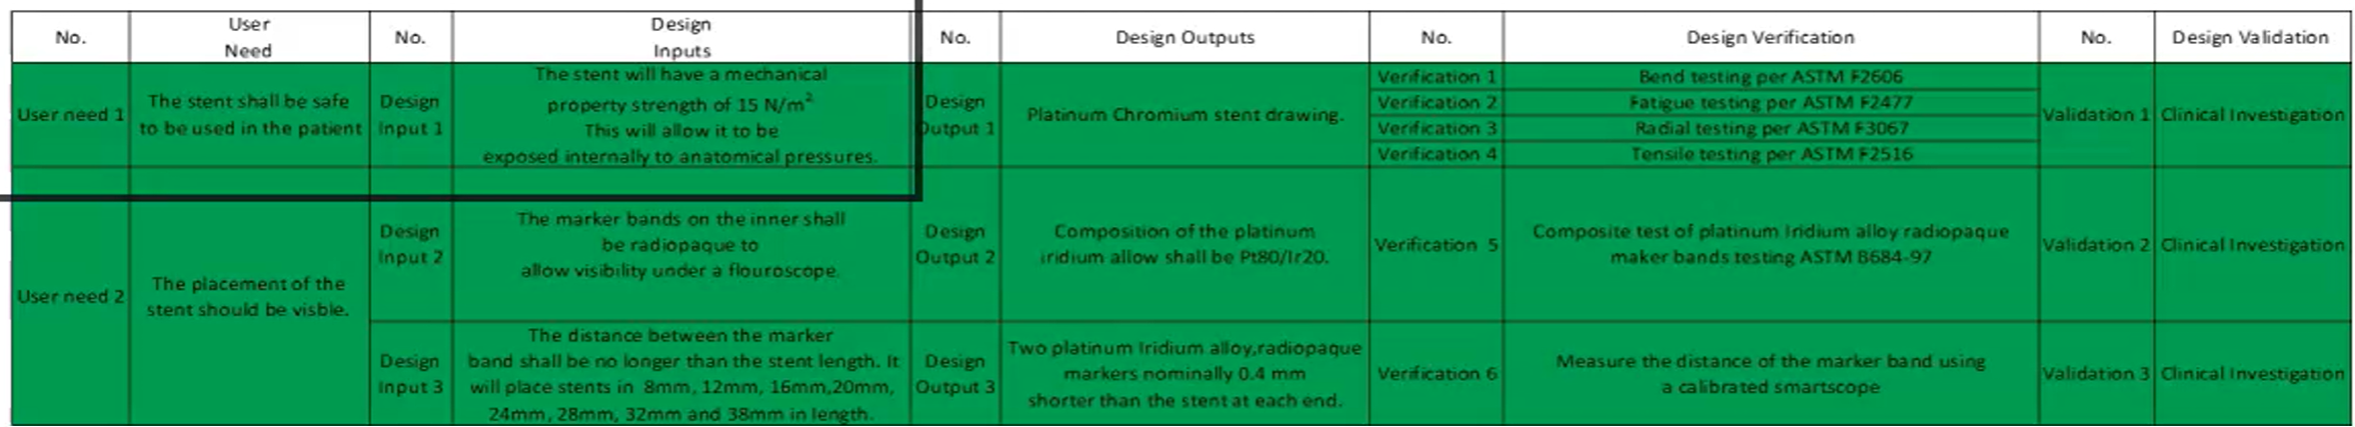 No.
User
Need
No.
Design
Inputs
No.
Design Outputs
No.
Design Verification
No.
Design Validation
User need 1
The stent shall be safe
to be used in the patient
Design
Input 1
The stent will have a mechanical
property strength of 15 N/m²
This will allow it to be
exposed internally to anatomical pressures.
Design
Output 1
Platinum Chromium stent drawing.
Verification 1
Bend testing per ASTM F2606
Verification 2
Fatigue testing per ASTM F2477
Verification 3
Radial testing per ASTM F3067
Verification 4
Tensile testing per ASTM F2516
Validation 1
Clinical Investigation
User need 2
The placement of the
stent should be visble.
Design
Input 2
The marker bands on the inner shall
be radiopaque to
allow visibility under a flouroscope.
Design
Output 2
Composition of the platinum
iridium allow shall be Pt80/Ir20.
Verification 5
Composite test of platinum Iridium alloy radiopaque
maker bands testing ASTM B684-97
Validation 2
Clinical Investigation
Design
Input 3
The distance between the marker
band shall be no longer than the stent length. It
will place stents in 8mm, 12mm, 16mm,20mm,
24mm, 28mm, 32mm and 38mm in length.
Design
Output 3
Two platinum Iridium alloy,radiopaque
markers nominally 0.4 mm
shorter than the stent at each end.
Verification 6
Measure the distance of the marker band using
a calibrated smartscope
Validation 3
Clinical Investigation